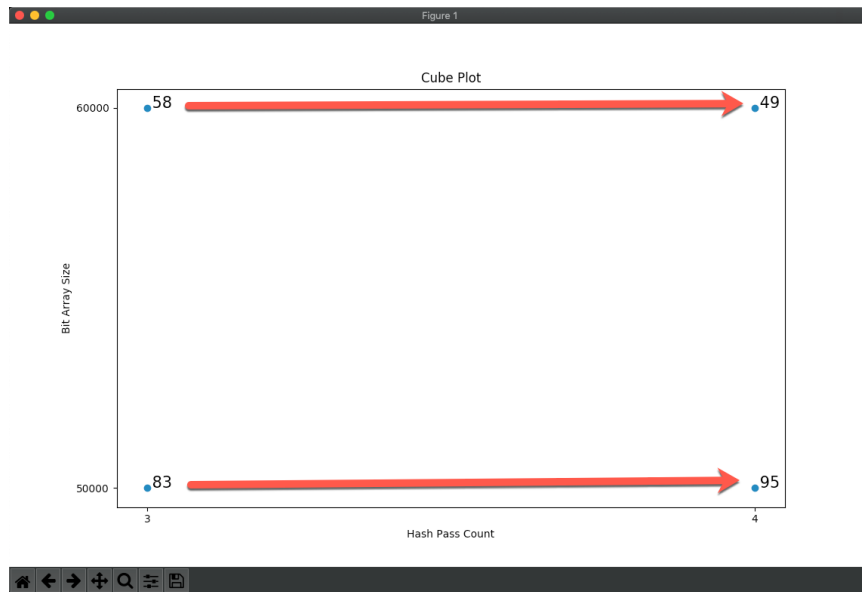 Figure 1
Cube Plot
60000
58
49
Bit Array Size
50000
83
95
3
4
Hash Pass Count